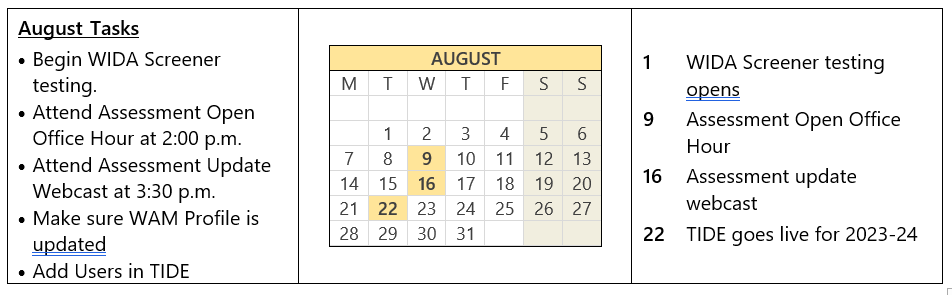 August Tasks
• Begin WIDA Screener
testing.
• Attend Assessment Open
Office Hour at 2:00 p.m.
• Attend Assessment Update
Webcast at 3:30 p.m.
• Make sure WAM Profile is
updated
• Add Users in TIDE
AUGUST
M T W T F S S
1 2 3 4 5 6
7 8 9 10 11 12 13
14 15 16 17 18 19 20
21 22 23 24 25 26 27
28 29 30 31
1 WIDA Screener testing
opens
9 Assessment Open Office
Hour
16 Assessment update
webcast
22 TIDE goes live for 2023-24